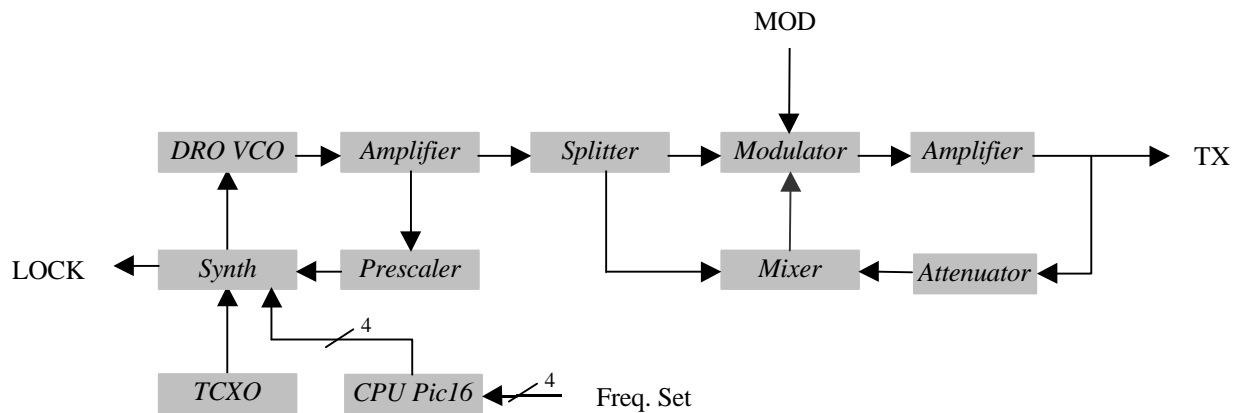 MOD
DRO VCO
Amplifier
Splitter
Modulator
Amplifier
TX
LOCK
Synth
Prescaler
Mixer
Attenuator
4
TCXO
CPU Pic16
4
Freq. Set